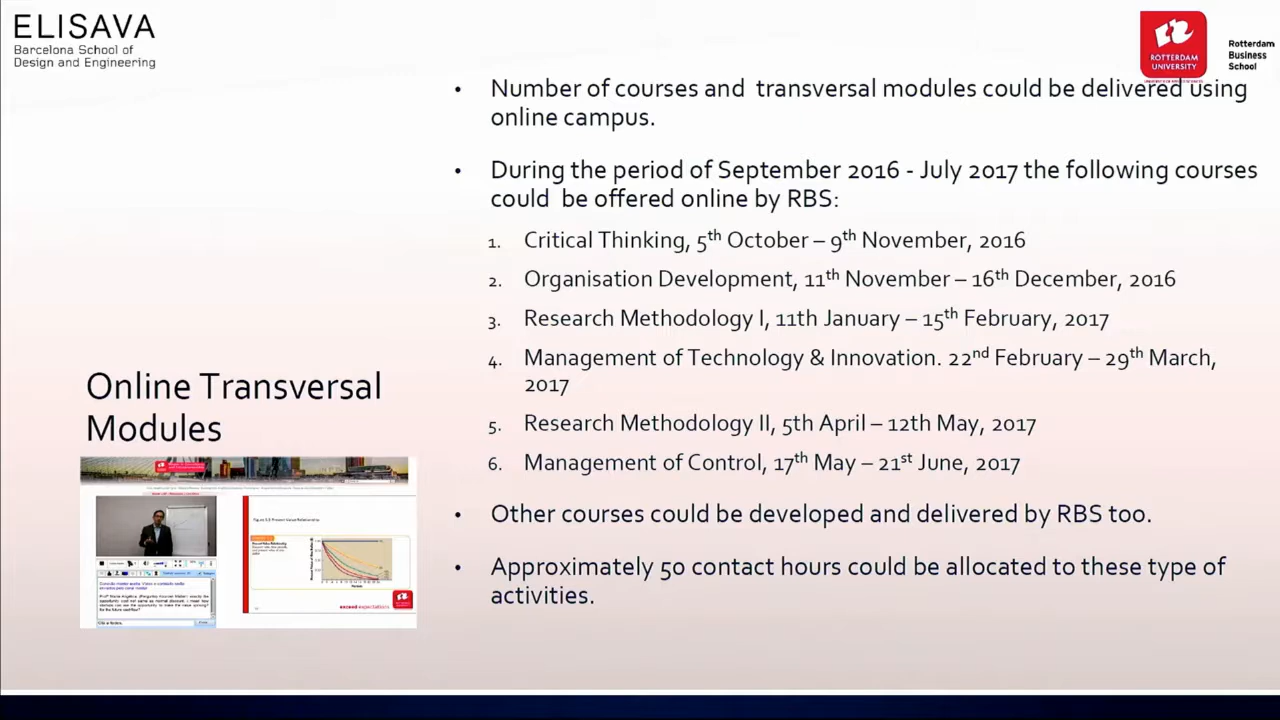 ELISAVA
Barcelona School of
Design and Engineering
ROTTERDAM
UNIVERSITY
Rotterdam
Business
School
• Number of courses and transversal modules could be delivered using
online campus.
• During the period of September 2016 - July 2017 the following courses
could be offered online by RBS:
1. Critical Thinking, 5th October – 9th November, 2016
2. Organisation Development, 11th November – 16th December, 2016
3. Research Methodology I, 11th January – 15th February, 2017
4. Management of Technology & Innovation. 22nd February – 29th March,
2017
5. Research Methodology II, 5th April – 12th May, 2017
6. Management of Control, 17th May – 21st June, 2017
• Other courses could be developed and delivered by RBS too.
• Approximately 50 contact hours could be allocated to these type of
activities.
Online Transversal
Modules
exceed expectations